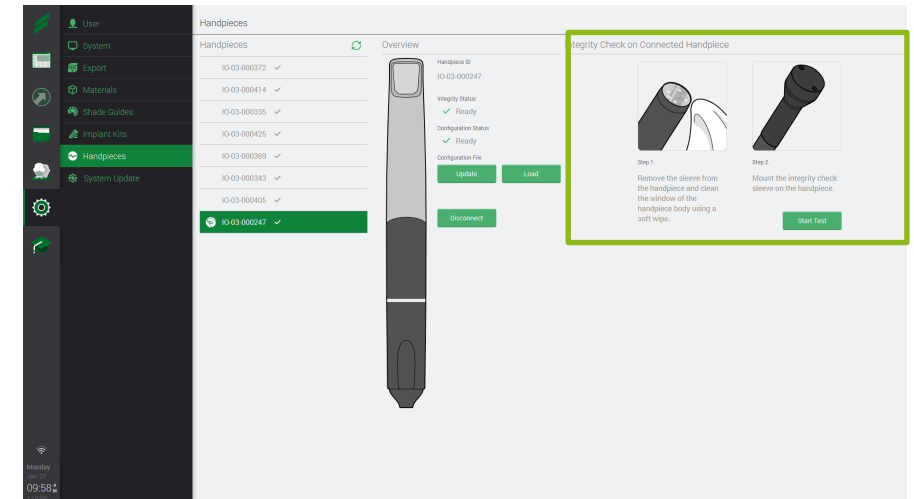 User
System
Export
Materials
Shade Guides
Implant Kits
Handpieces
System Update
Monday
Jan 27
09:58 A
M
Handpieces
Handpieces
IO-03-000372
IO-03-000414
IO-03-000335
IO-03-000425
IO-03-000369
IO-03-000343
IO-03-000405
IO-03-000247
Overview
Handpiece ID
IO-03-000247
Integrity Status
Ready
Configuration Status
Ready
Configuration File
Update
Load
Disconnect
Integrity Check on Connected Handpiece
Step 1.
Remove the sleeve from
the handpiece and clean
the window of the
handpiece body using a
soft wipe.
Step 2.
Mount the integrity check
sleeve on the handpiece.
Start Test